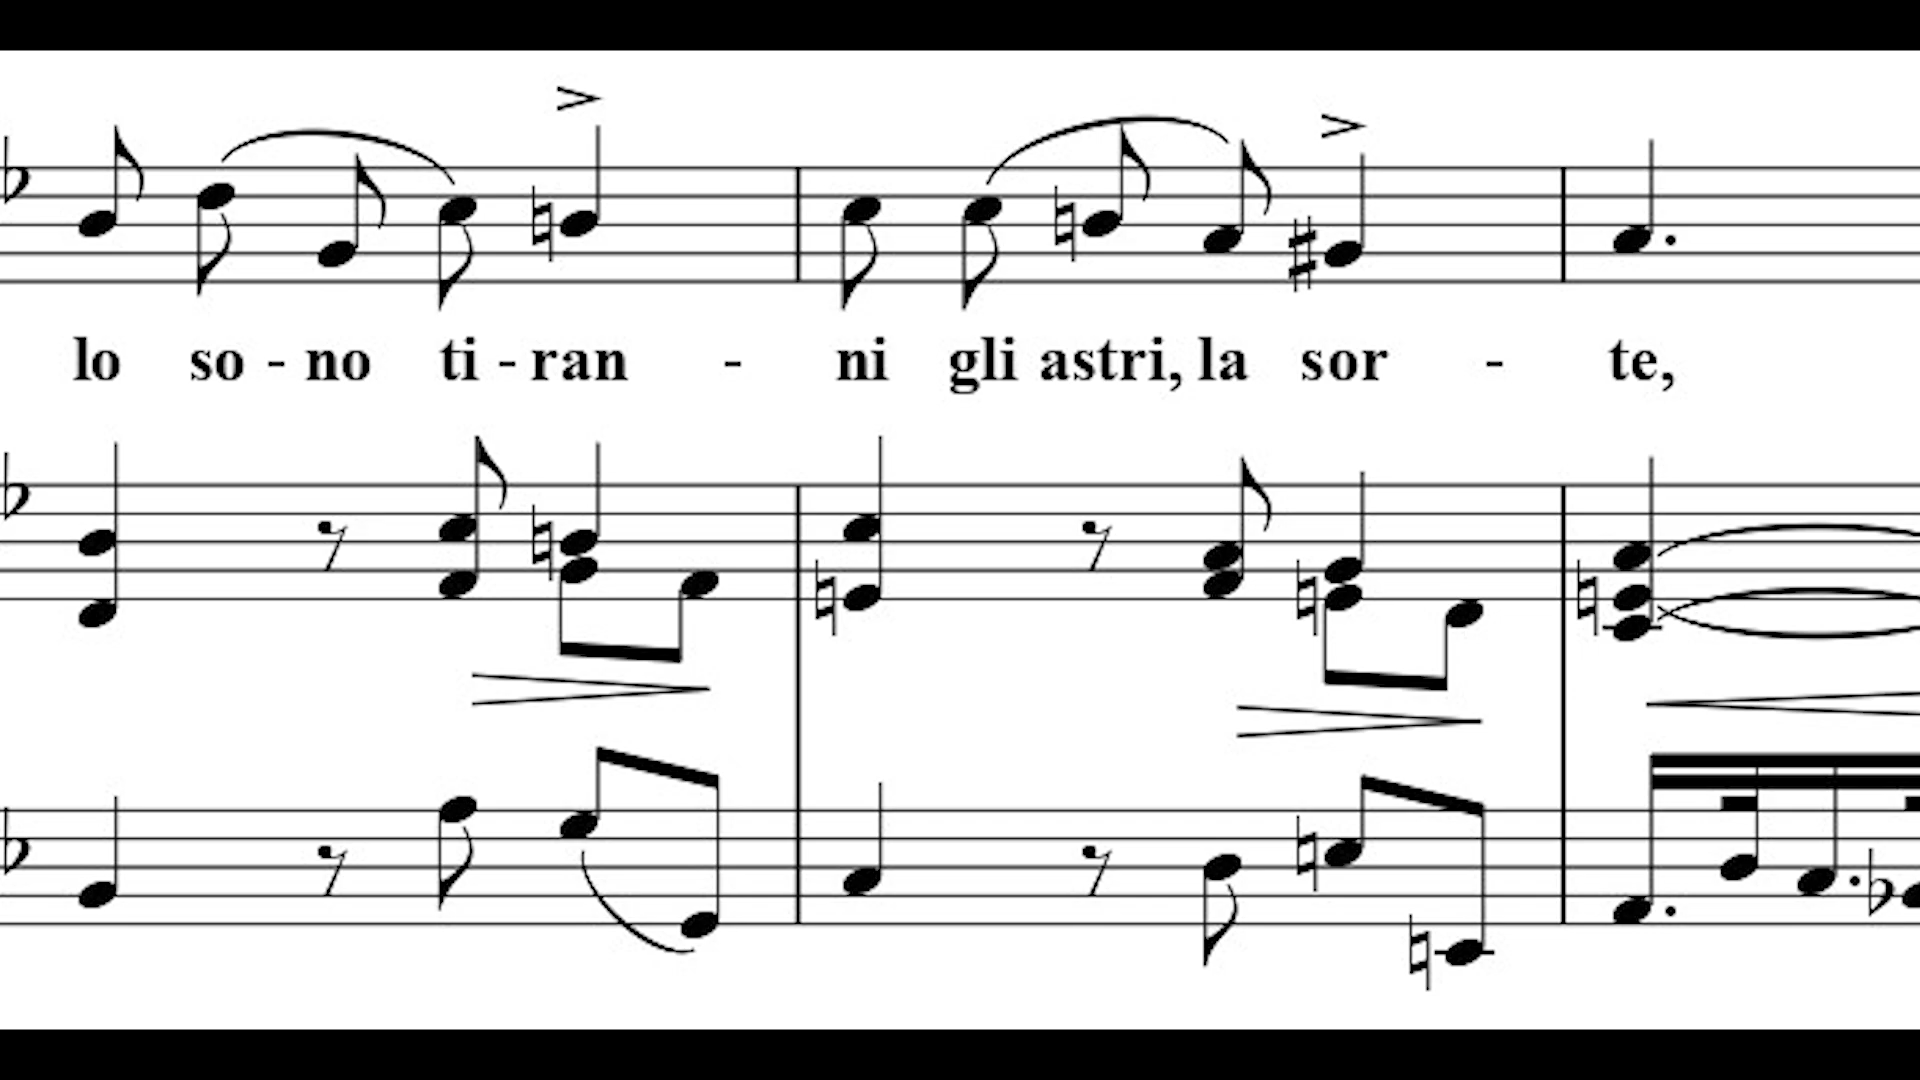 lo so - no ti - ran - ni gli astri, la sor - te,